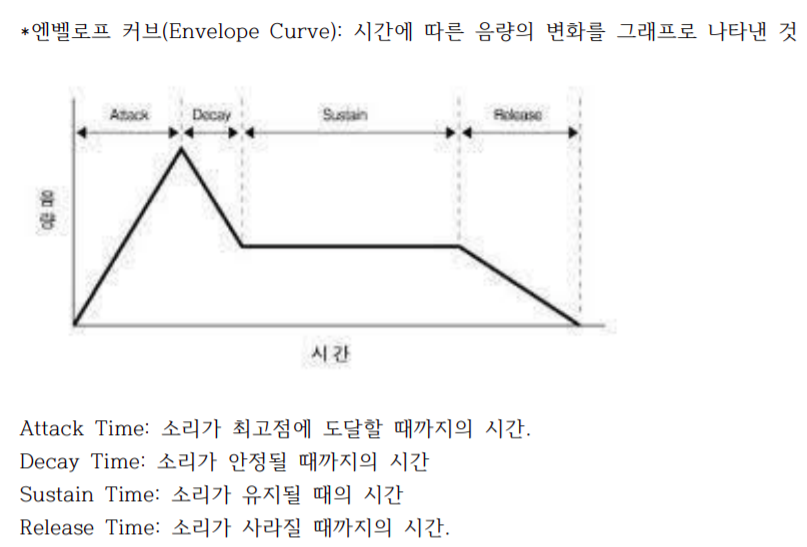 *엔벨로프 커브(Envelope Curve): 시간에 따른 음량의 변화를 그래프로 나타낸 것
Attack Decay Sustain Release
음량
시간
Attack Time: 소리가 최고점에 도달할 때까지의 시간.
Decay Time: 소리가 안정될 때까지의 시간
Sustain Time: 소리가 유지될 때의 시간
Release Time: 소리가 사라질 때까지의 시간.